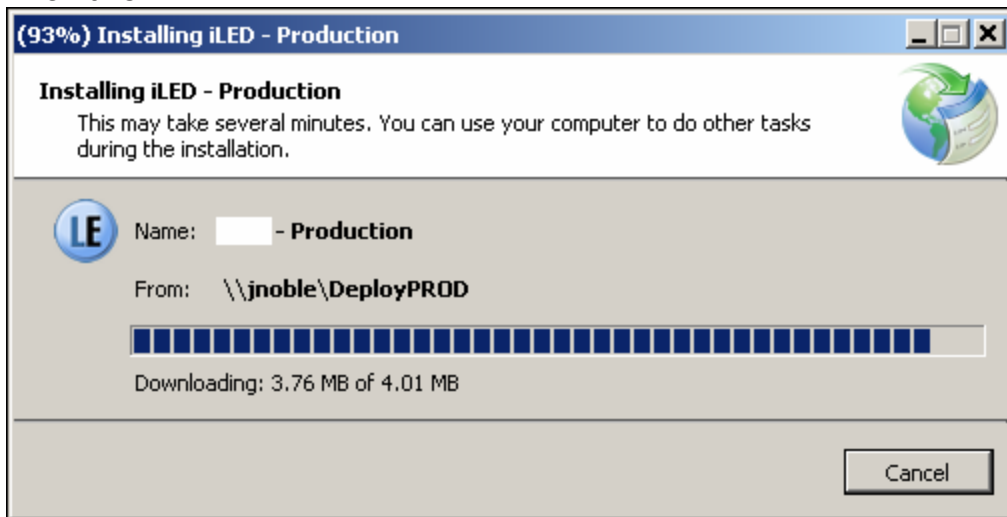 (93%) Installing iLED - Production
Installing iLED - Production
This may take several minutes. You can use your computer to do other tasks
during the installation.
LE
Name: - Production
From: \\jnoble\DeployPROD
Downloading: 3.76 MB of 4.01 MB
Cancel